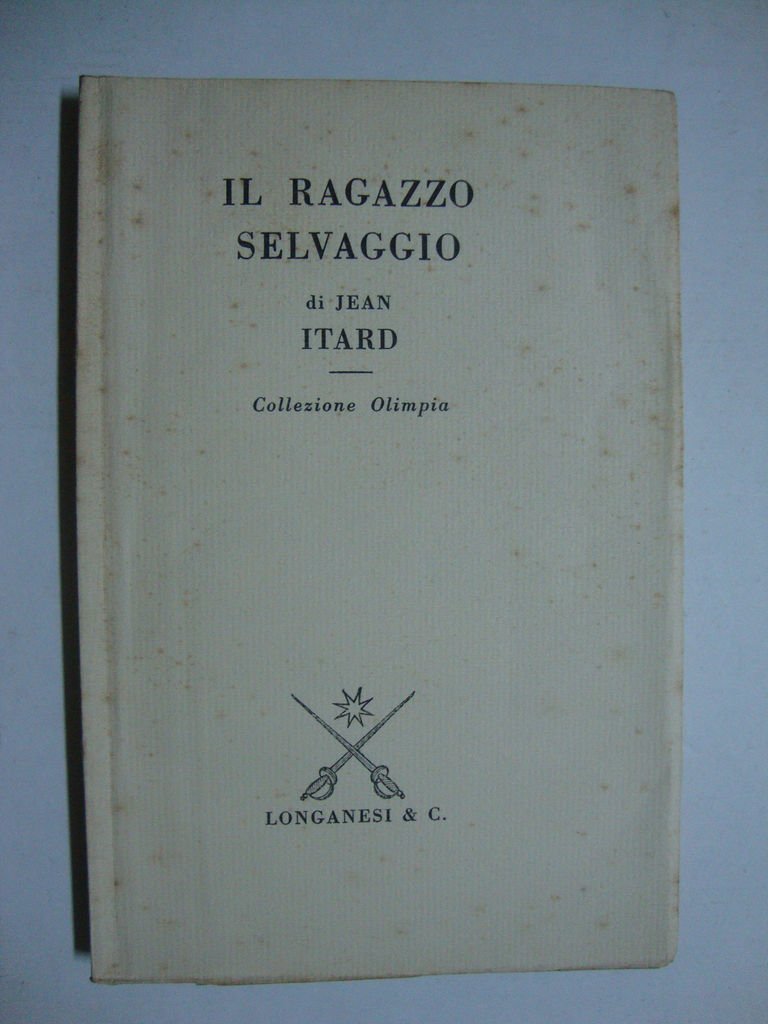 IL RAGAZZO
SELVAGGIO
di JEAN
ITARD
Collezione Olimpia
LONGANESI & C.